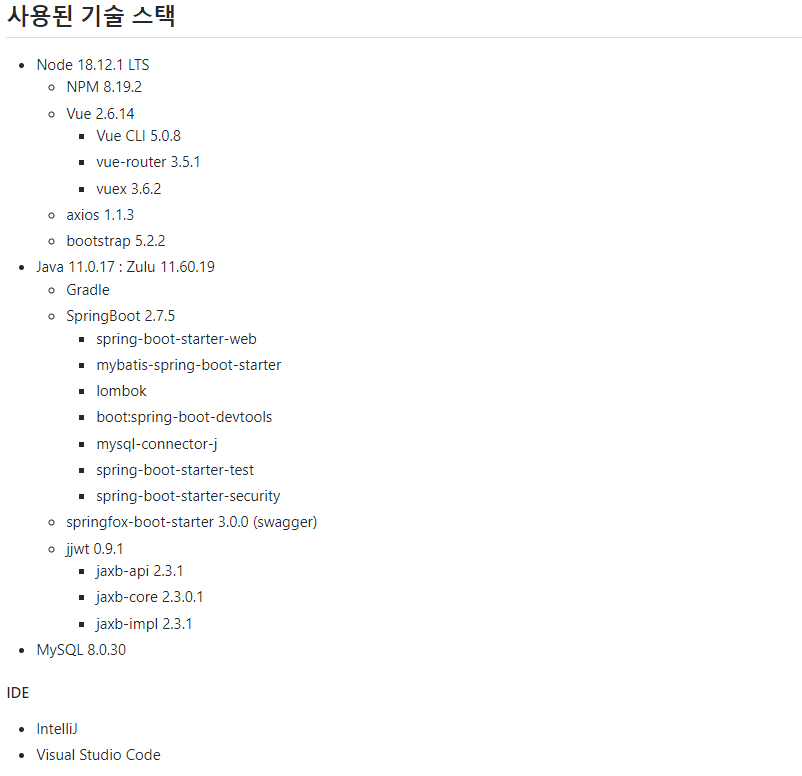 사용된 기술 스택
Node 18.12.1 LTS
NPM 8.19.2
Vue 2.6.14
Vue CLI 5.0.8
vue-router 3.5.1
vuex 3.6.2
axios 1.1.3
bootstrap 5.2.2
Java 11.0.17 : Zulu 11.60.19
Gradle
SpringBoot 2.7.5
spring-boot-starter-web
mybatis-spring-boot-starter
lombok
boot:spring-boot-devtools
mysql-connector-j
spring-boot-starter-test
spring-boot-starter-security
springfox-boot-starter 3.0.0 (swagger)
jjwt 0.9.1
jaxb-api 2.3.1
jaxb-core 2.3.0.1
jaxb-impl 2.3.1
MySQL 8.0.30
IDE
IntelliJ
Visual Studio Code